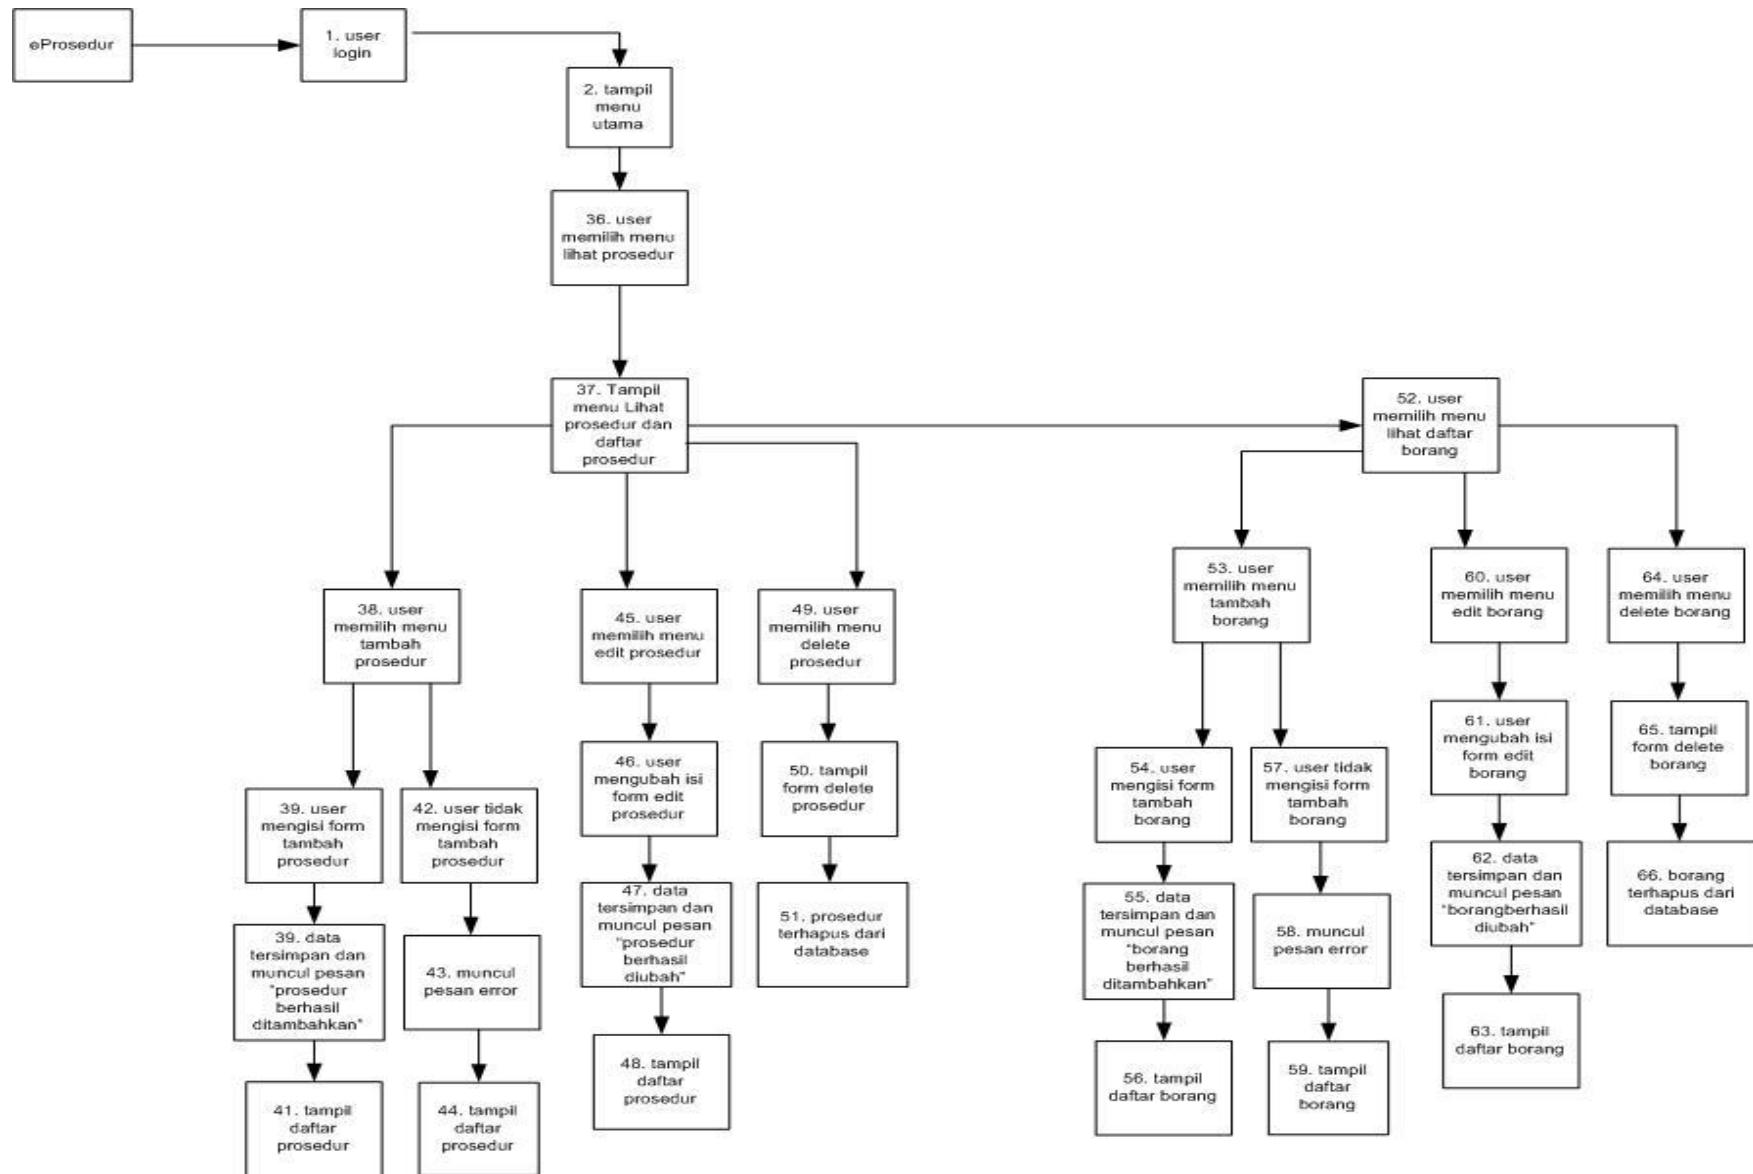 eProsedur
1. user
login
2. tampil
menu
utama
36. user
memilih menu
lihat prosedur
37. Tampil
menu Lihat
prosedur dan
daftar
prosedur
52. user
memilih menu
lihat daftar
borang
38. user
memilih menu
tambah
prosedur
45. user
memilih menu
edit prosedur
49. user
memilih menu
delete
prosedur
53. user
memilih menu
tambah
borang
60. user
memilih menu
edit borang
64. user
memilih menu
delete borang
39. user
mengisi form
tambah
prosedur
42. user tidak
mengisi form
tambah
prosedur
46. user
mengubah isi
form edit
prosedur
50. tampil
form delete
prosedur
54. user
mengisi form
tambah
borang
57. user tidak
mengisi form
tambah
borang
61. user
mengubah isi
form edit
borang
65. tampil
form delete
borang
39. data
tersimpan dan
muncul pesan
"prosedur
berhasil
ditambahkan"
43. muncul
pesan error
47. data
tersimpan dan
muncul pesan
"prosedur
berhasil
diubah"
51. prosedur
terhapus dari
database
55. data
tersimpan dan
muncul pesan
"borang
berhasil
ditambahkan"
58. muncul
pesan error
62. data
tersimpan dan
muncul pesan
"borangberhasil
diubah"
66. borang
terhapus dari
database
41. tampil
daftar
prosedur
44. tampil
daftar
prosedur
48. tampil
daftar
prosedur
56. tampil
daftar borang
59. tampil
daftar
borang
63. tampil
daftar borang